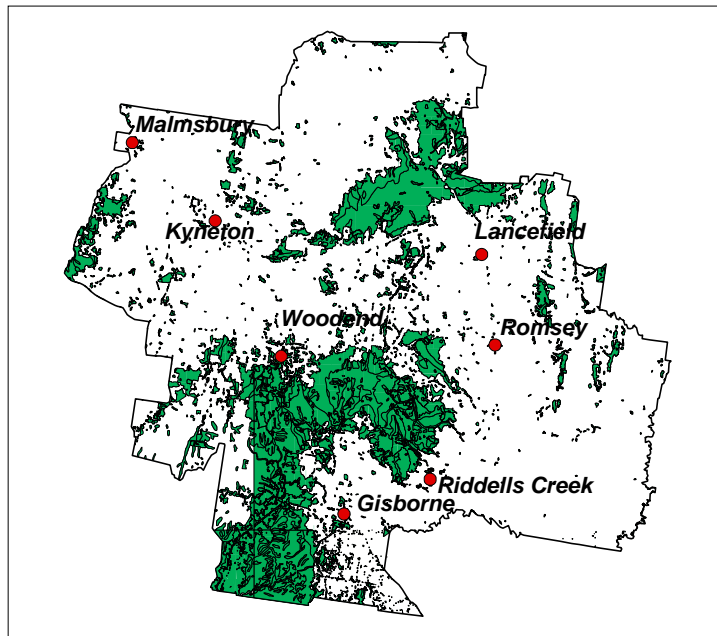 Malmsbury
Kyneton
Lancefield
Woodend
Romsey
Riddells Creek
Gisborne